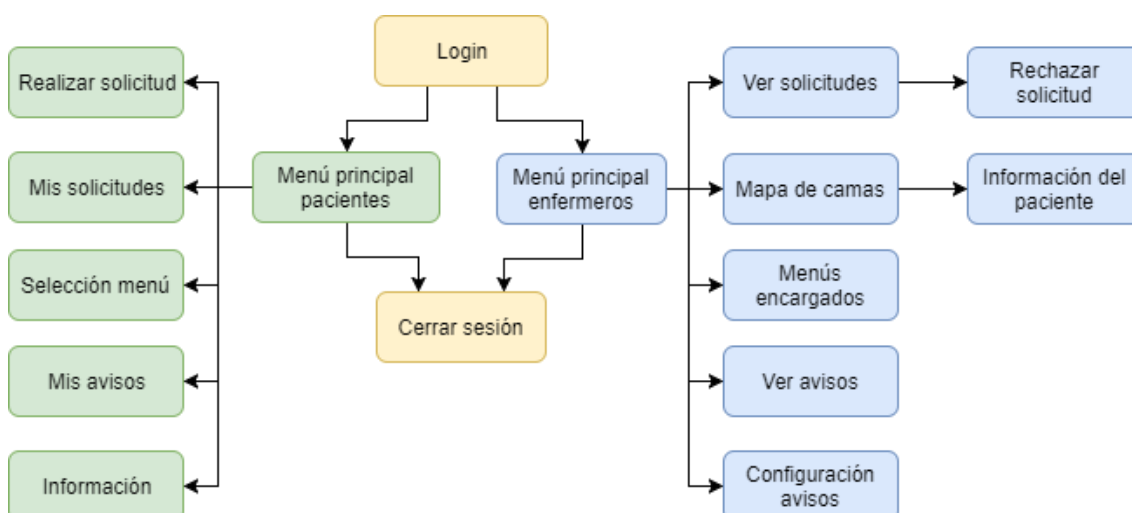 Login
Realizar solicitud
Ver solicitudes
Rechazar
solicitud
Mis solicitudes
Menú principal
pacientes
Menú principal
enfermeros
Mapa de camas
Información del
paciente
Selección menú
Menús
encargados
Cerrar sesión
Mis avisos
Ver avisos
Información
Configuración
avisos